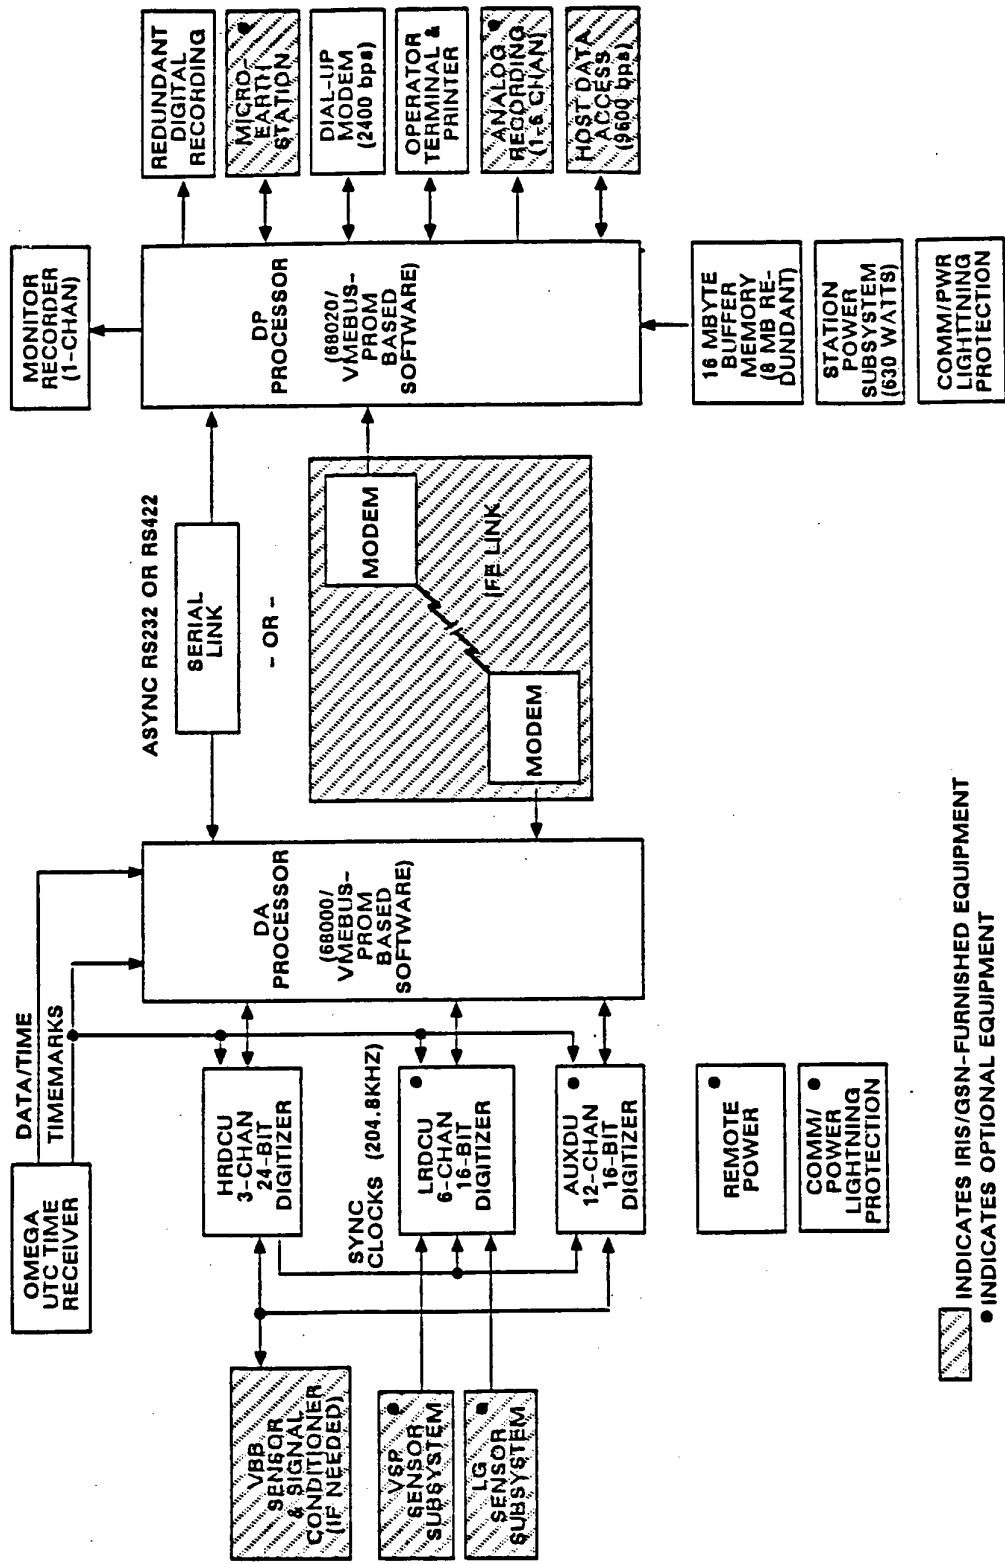 OMEGA
UTC TIME
RECEIVER
DATA/TIME
TIMEMARKS
VBB
SENSOR
& SIGNAL
CONDITIONER
(IF NEEDED)
VSP
SENSOR
SUBSYSTEM
LG
SENSOR
SUBSYSTEM
HRDCU
3-CHAN
24-BIT
DIGITIZER
SYNC
CLOCKS (204.8KHZ)
LRDCU
6-CHAN
16-BIT
DIGITIZER
AUXDU
12-CHAN
16-BIT
DIGITIZER
REMOTE
POWER
COMM/
POWER
LIGHTNING
PROTECTION
DA
PROCESSOR
(68000/
VMEBUS-
PROM
BASED
SOFTWARE)
ASYNC RS232 OR RS422
SERIAL
LINK
- OR -
MODEM
MODEM
IFE LINK
MONITOR
RECORDER
(1-CHAN)
DP
PROCESSOR
(68020/
VMEBUS-
PROM
BASED
SOFTWARE)
REDUNDANT
DIGITAL
RECORDING
MICRO-
EARTH
STATION
DIAL-UP
MODEM
(2400 bps)
OPERATOR
TERMINAL &
PRINTER
ANALOG
RECORDING
(1-6 CHAN)
HOST DATA
ACCESS
(9600 bps)
16 MBYTE
BUFFER
MEMORY
(8 MB RE-
DUNDANT)
STATION
POWER
SUBSYSTEM
(630 WATTS)
COMM/PWR
LIGHTTNING
PROTECTION
INDICATES IRIS/GSN-FURNISHED EQUIPMENT
• INDICATES OPTIONAL EQUIPMENT